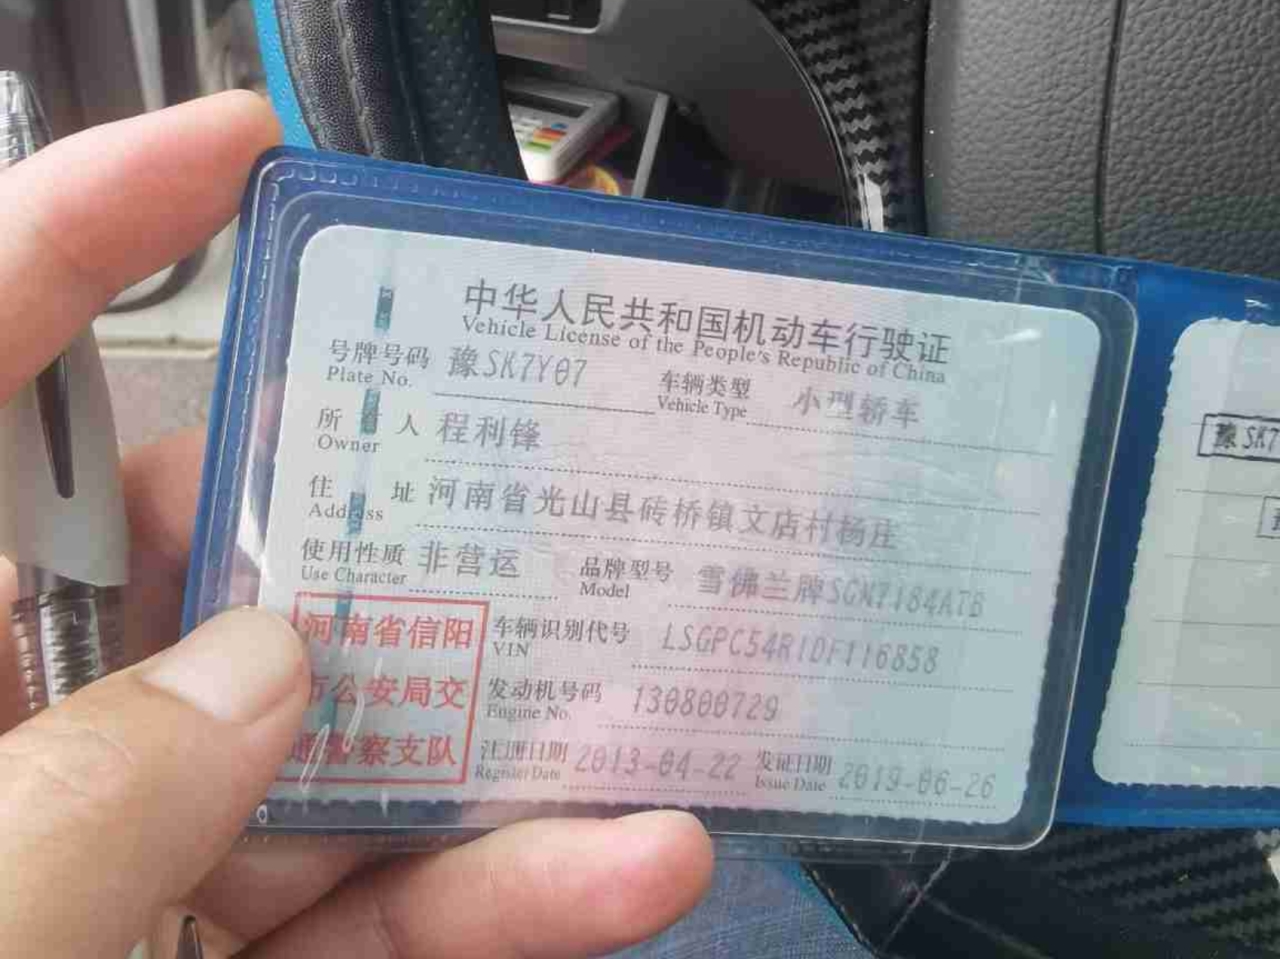 中华人民共和国机动车行驶证
Vehicle License of the People's Republic of China
号牌号码 豫SK7Y07 车辆类型 小型轿车
Plate No. Vehicle Type
所有人 程利锋
Owner
住址 河南省光山县砖桥镇文店村杨庄
Address
使用性质 非营运 品牌型号 雪佛兰牌SGM7184ATB
Use Character Model
河南省信阳
市公安局交
通警察支队
车辆识别代号 LSGPC54R1DF116858
VIN
发动机号码 130800729
Engine No.
注册日期 2013-04-22 发证日期 2019-06-26
Register Date Issue Date
豫SK7